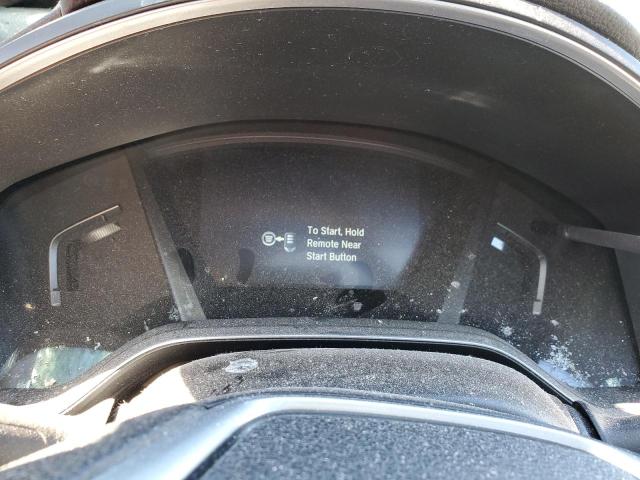 To Start, Hold
Remote Near
Start Button